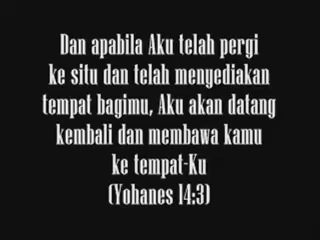 Dan apabila Aku telah pergi
ke situ dan telah menyediakan
tempat bagimu, Aku akan datang
kembali dan membawa kamu
ke tempat-Ku
(Yohanes 14:3)